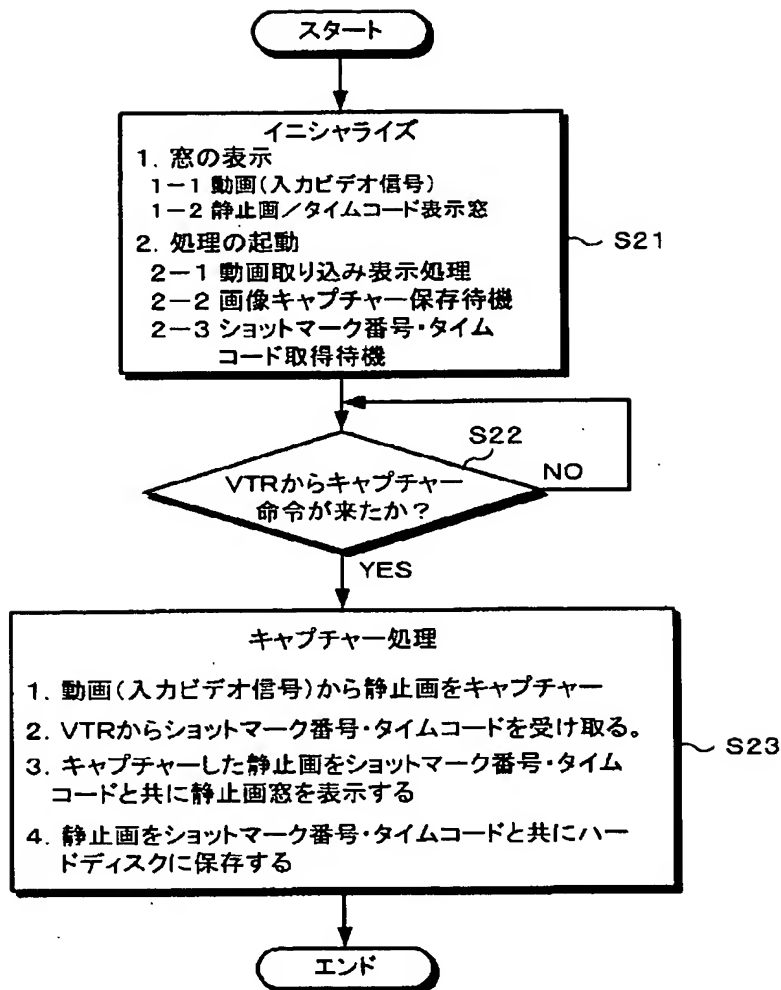 スタート
イニシャライズ
1. 窓の表示
1-1 動画(入力ビデオ信号)
1-2 静止画/タイムコード表示窓
2. 処理の起動
2-1 動画取り込み表示処理
2-2 画像キャプチャー保存待機
2-3 ショットマーク番号・タイム
コード取得待機
S21
S22
VTRからキャプチャー
命令が来たか?
NO
YES
キャプチャー処理
1. 動画(入力ビデオ信号)から静止画をキャプチャー
2. VTRからショットマーク番号・タイムコードを受け取る。
3. キャプチャーした静止画をショットマーク番号・タイム
コードと共に静止画窓を表示する
4. 静止画をショットマーク番号・タイムコードと共にハー
ドディスクに保存する
S23
エンド